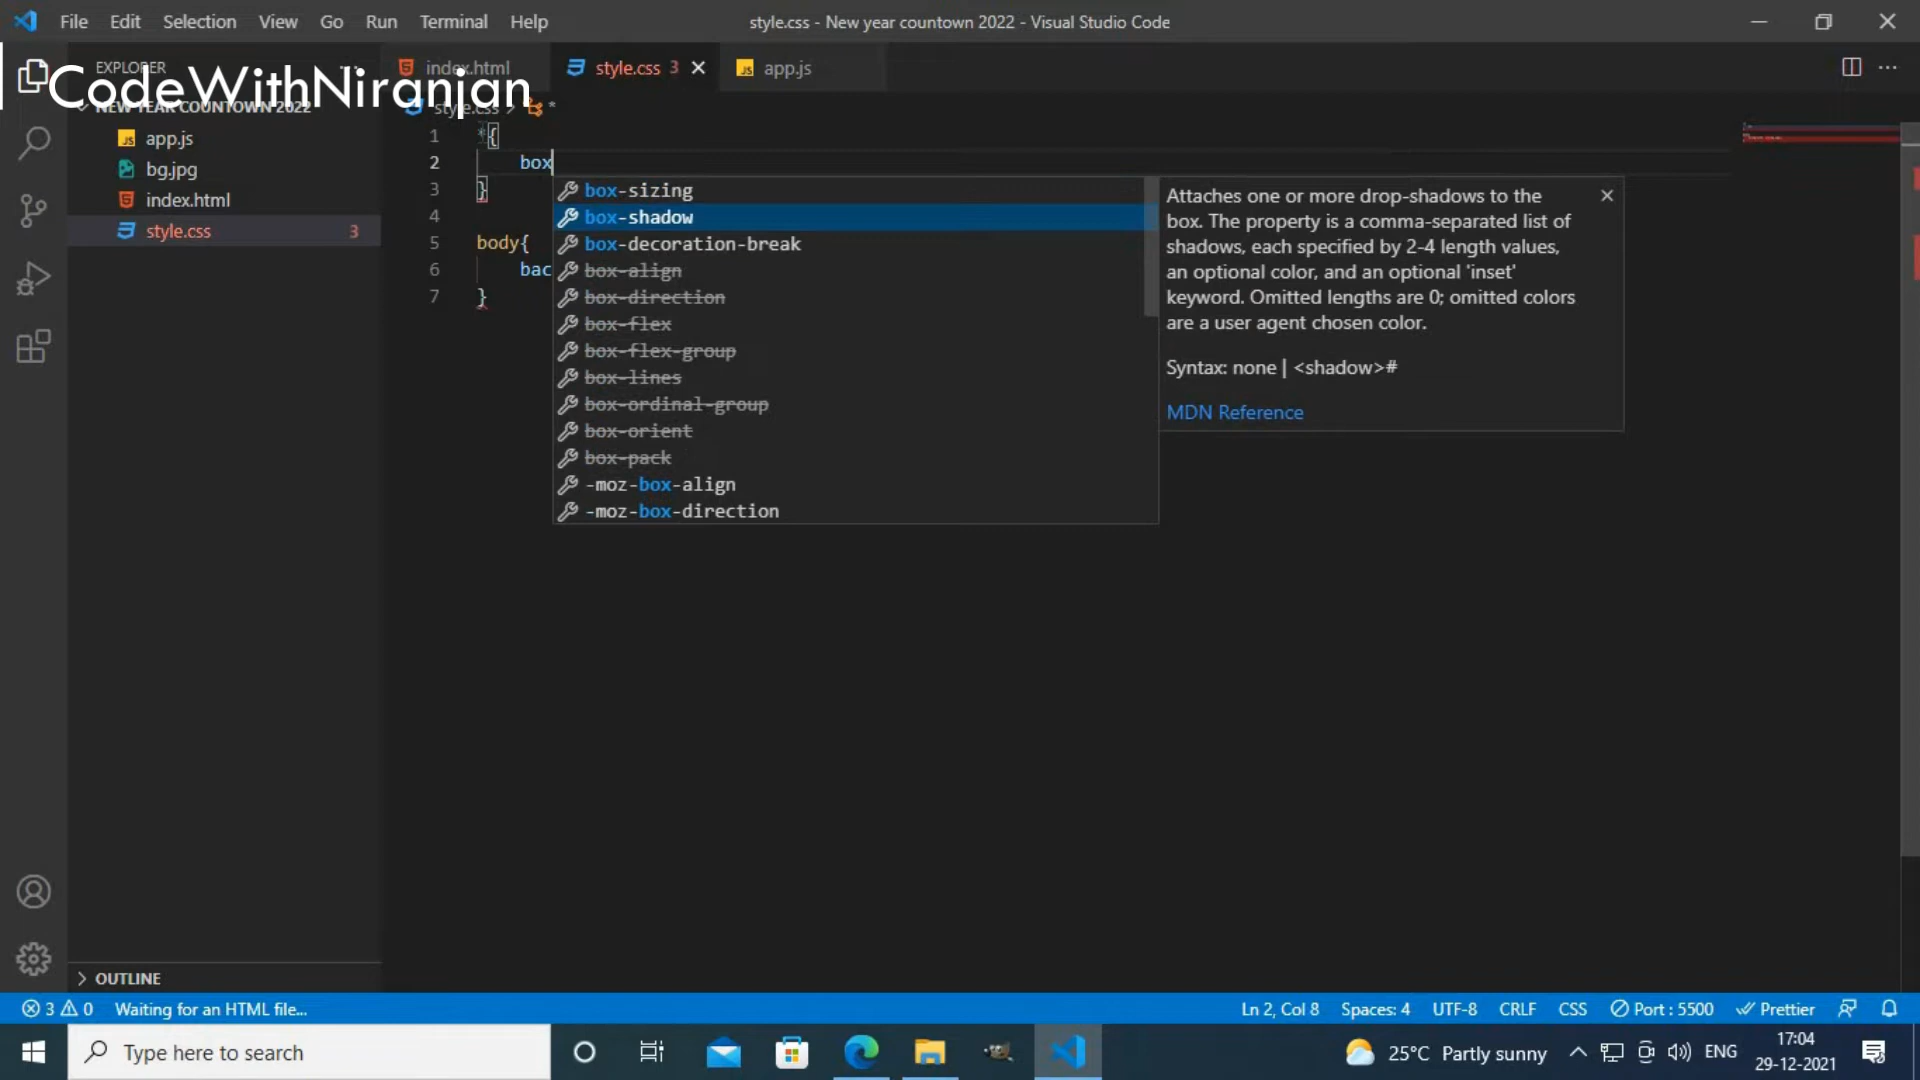 File Edit Selection View Go Run Terminal Help
style.css - New year countown 2022 - Visual Studio Code
EXPLORER
CodeWithNiranjan
NEW YEAR COUNTOWN 2022
app.js
bg.jpg
index.html
style.css 3
OUTLINE
index.html
style.css 3
app.js
style.css > *
1 *{
2 box
3 }
4
5 body{
6 bac
7 }
box-sizing
box-shadow
box-decoration-break
box-align
box-direction
box-flex
box-flex-group
box-lines
box-ordinal-group
box-orient
box-pack
-moz-box-align
-moz-box-direction
Attaches one or more drop-shadows to the
box. The property is a comma-separated list of
shadows, each specified by 2-4 length values,
an optional color, and an optional 'inset'
keyword. Omitted lengths are 0; omitted colors
are a user agent chosen color.
Syntax: none | <shadow>#
MDN Reference
3 0 Waiting for an HTML file...
Ln 2, Col 8 Spaces: 4 UTF-8 CRLF CSS Port : 5500 Prettier
Type here to search
25°C Partly sunny
ENG
17:04
29-12-2021